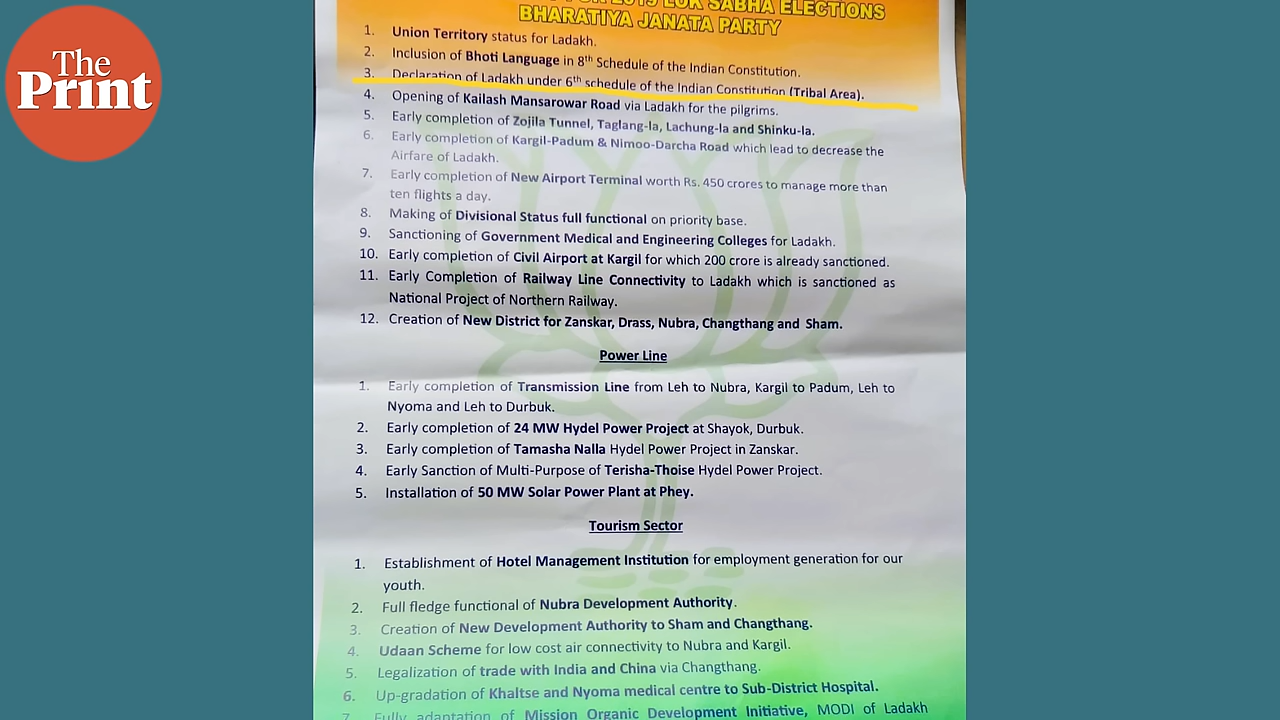 The
Print
2019 LOK SABHA ELECTIONS
BHARATIYA JANATA PARTY
1. Union Territory status for Ladakh.
2. Inclusion of Bhoti Language in 8th Schedule of the Indian Constitution.
3. Declaration of Ladakh under 6th schedule of the Indian Constitution (Tribal Area).
4. Opening of Kailash Mansarowar Road via Ladakh for the pilgrims.
5. Early completion of Zojila Tunnel, Taglang-la, Lachung-la and Shinku-la.
6. Early completion of Kargil-Padum & Nimoo-Darcha Road which lead to decrease the
Airfare of Ladakh.
7. Early completion of New Airport Terminal worth Rs. 450 crores to manage more than
ten flights a day.
8. Making of Divisional Status full functional on priority base.
9. Sanctioning of Government Medical and Engineering Colleges for Ladakh.
10. Early completion of Civil Airport at Kargil for which 200 crore is already sanctioned.
11. Early Completion of Railway Line Connectivity to Ladakh which is sanctioned as
National Project of Northern Railway.
12. Creation of New District for Zanskar, Drass, Nubra, Changthang and Sham.
Power Line
1. Early completion of Transmission Line from Leh to Nubra, Kargil to Padum, Leh to
Nyoma and Leh to Durbuk.
2. Early completion of 24 MW Hydel Power Project at Shayok, Durbuk.
3. Early completion of Tamasha Nalla Hydel Power Project in Zanskar.
4. Early Sanction of Multi-Purpose of Terisha-Thoise Hydel Power Project.
5. Installation of 50 MW Solar Power Plant at Phey.
Tourism Sector
1. Establishment of Hotel Management Institution for employment generation for our
youth.
2. Full fledge functional of Nubra Development Authority.
3. Creation of New Development Authority to Sham and Changthang.
4. Udaan Scheme for low cost air connectivity to Nubra and Kargil.
5. Legalization of trade with India and China via Changthang.
6. Up-gradation of Khaltse and Nyoma medical centre to Sub-District Hospital.
7. Fully adaptation of Mission Organic Development Initiative, MODI of Ladakh